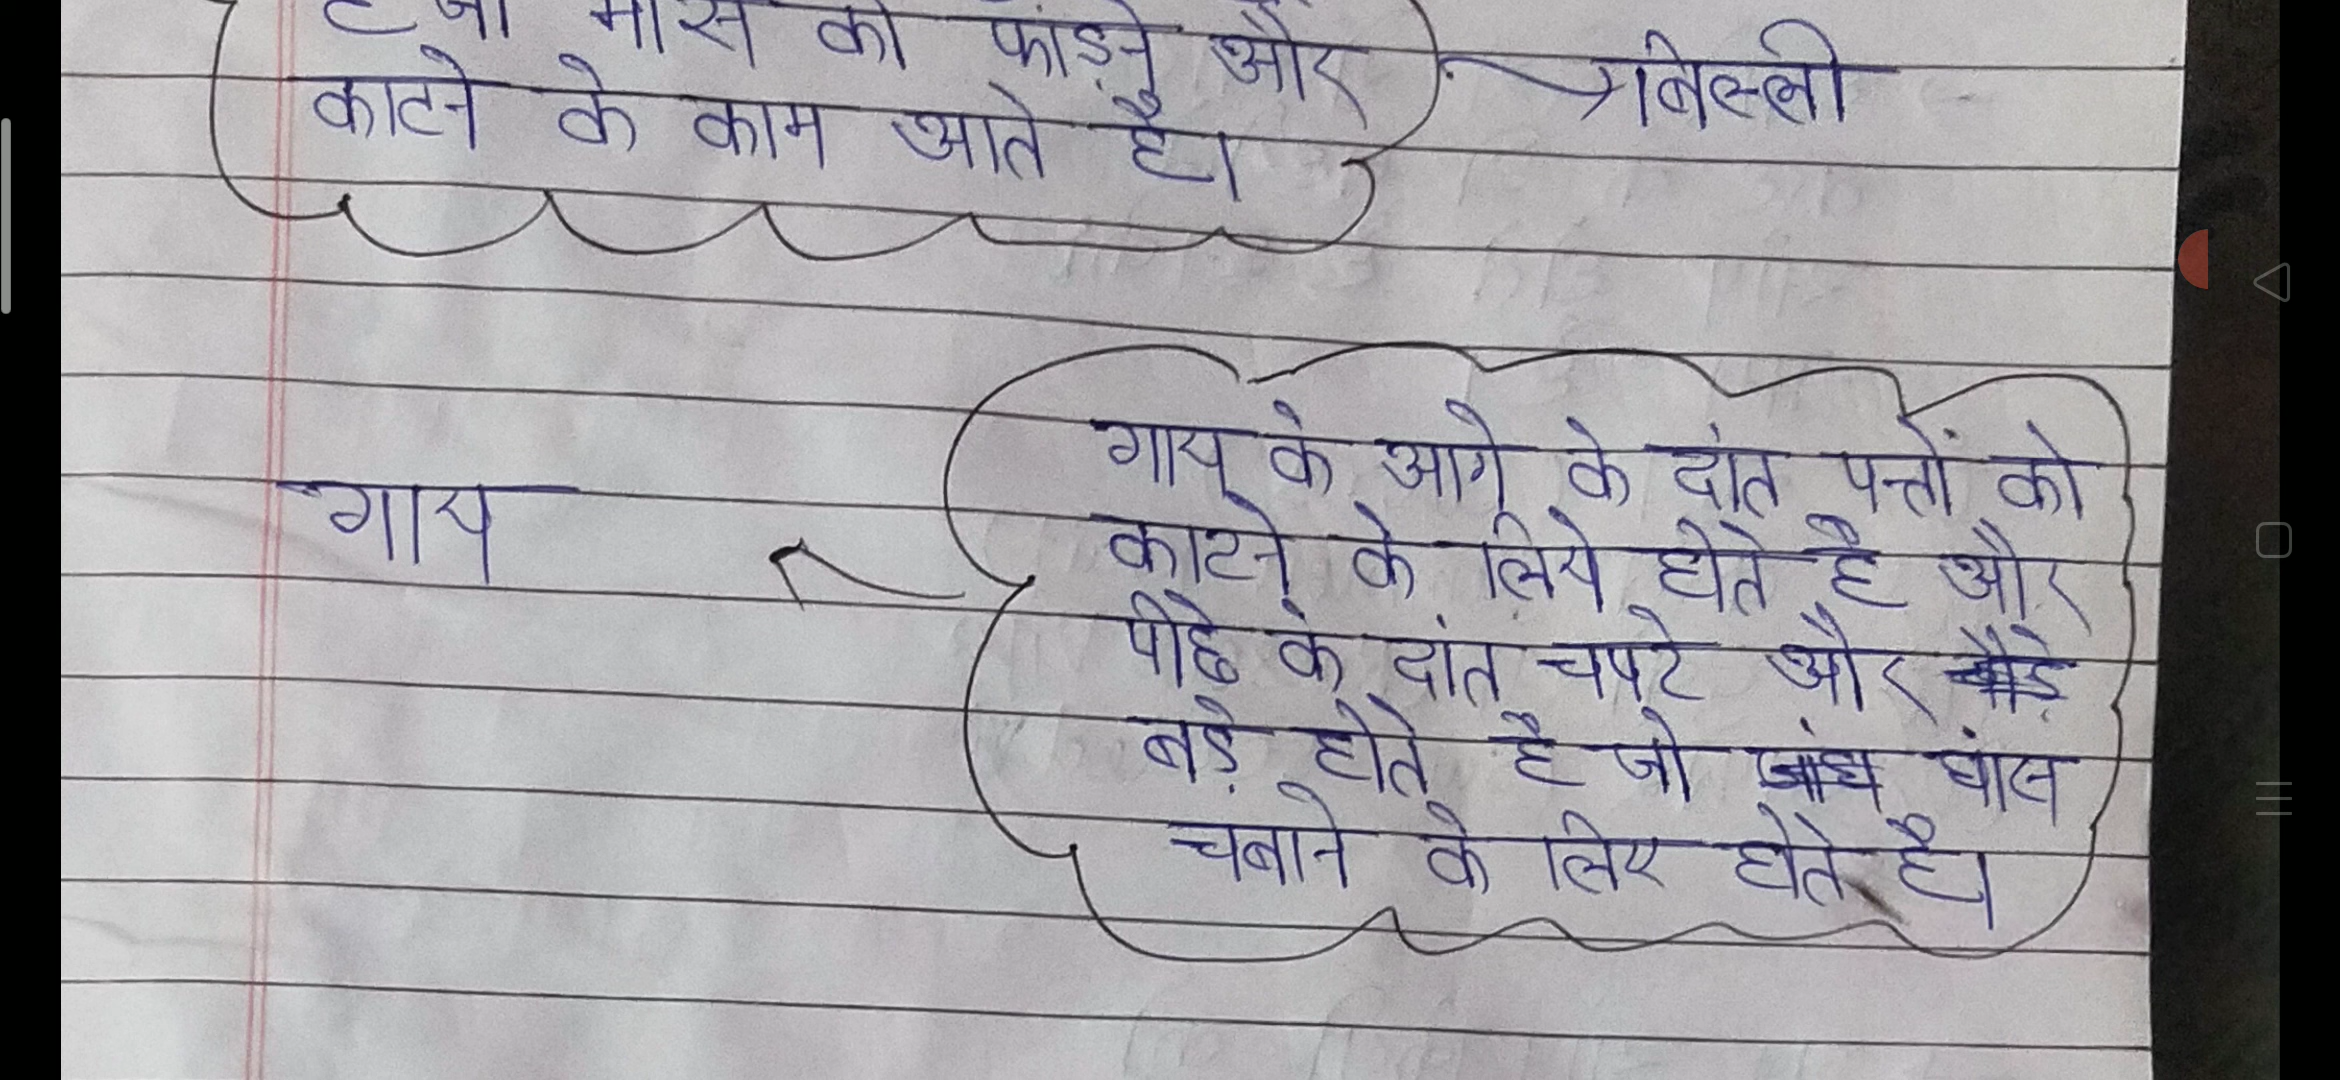 है जो मांस को फाड़ने और
काटने के काम आते है।
बिल्ली
गाय के आगे के दांत पत्तों को
गाय
काटने के लिये होते है और
पीछे के दांत चपटे और
बड़े होते है जो घांस
चबाने के लिए होते है।